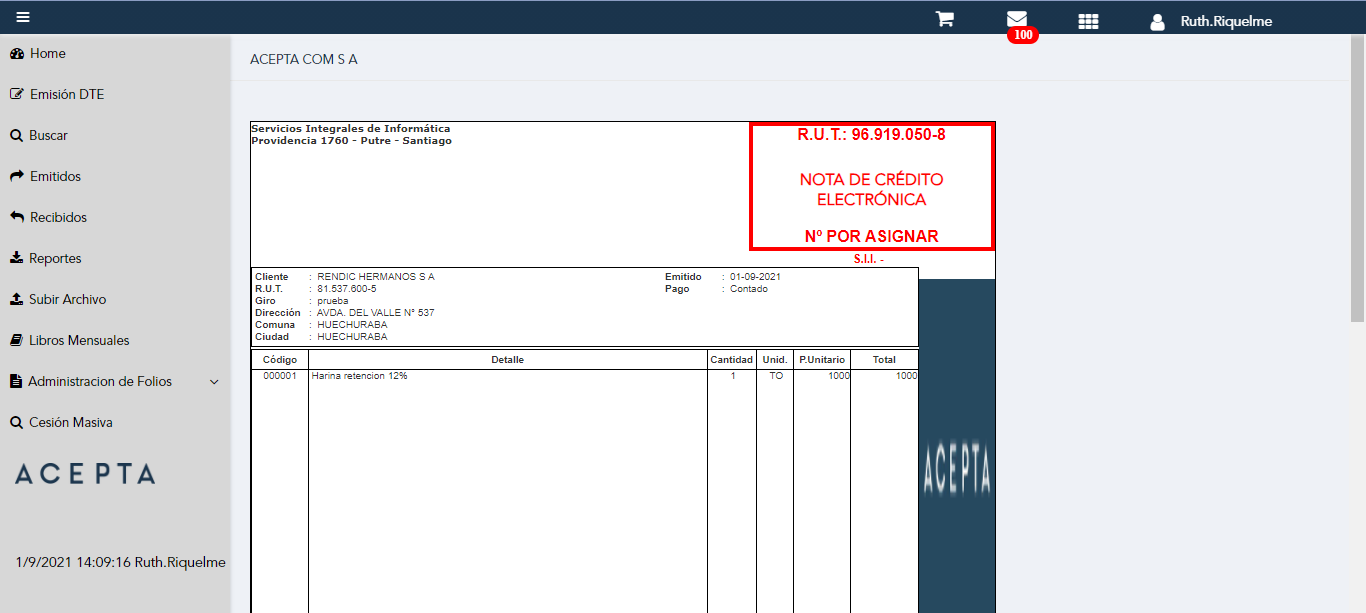 Ruth.Riquelme
100
Home
Emisión DTE
Buscar
Emitidos
Recibidos
Reportes
Subir Archivo
Libros Mensuales
Administracion de Folios
Cesión Masiva
ACEPTA
1/9/2021 14:09:16 Ruth.Riquelme
ACEPTA COM S A
Servicios Integrales de Informática
Providencia 1760 - Putre - Santiago
R.U.T.: 96.919.050-8
NOTA DE CRÉDITO
ELECTRÓNICA
Nº POR ASIGNAR
S.I.I. -
Cliente : RENDIC HERMANOS S A Emitido : 01-09-2021
R.U.T. : 81.537.600-5 Pago : Contado
Giro : prueba
Dirección : AVDA. DEL VALLE N° 537
Comuna : HUECHURABA
Ciudad : HUECHURABA
Código Detalle Cantidad Unid. P.Unitario Total
000001 Harina retencion 12% 1 TO 1000 1000
ACEPTA